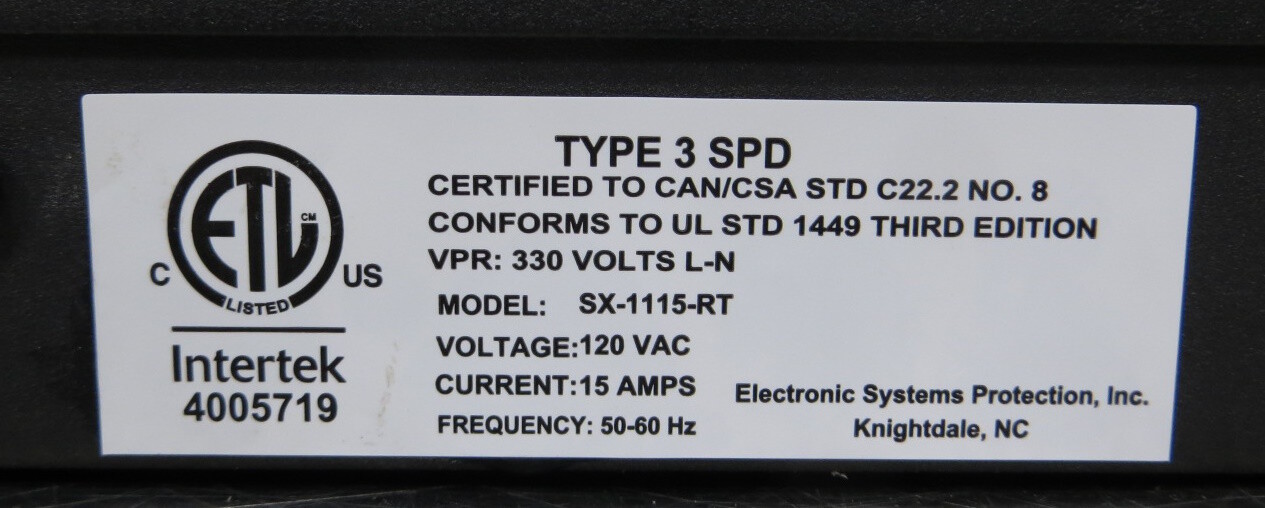 ETL CM
C US
LISTED
Intertek
4005719
TYPE 3 SPD
CERTIFIED TO CAN/CSA STD C22.2 NO. 8
CONFORMS TO UL STD 1449 THIRD EDITION
VPR: 330 VOLTS L-N
MODEL: SX-1115-RT
VOLTAGE:120 VAC
CURRENT:15 AMPS
FREQUENCY: 50-60 Hz
Electronic Systems Protection, Inc.
Knightdale, NC